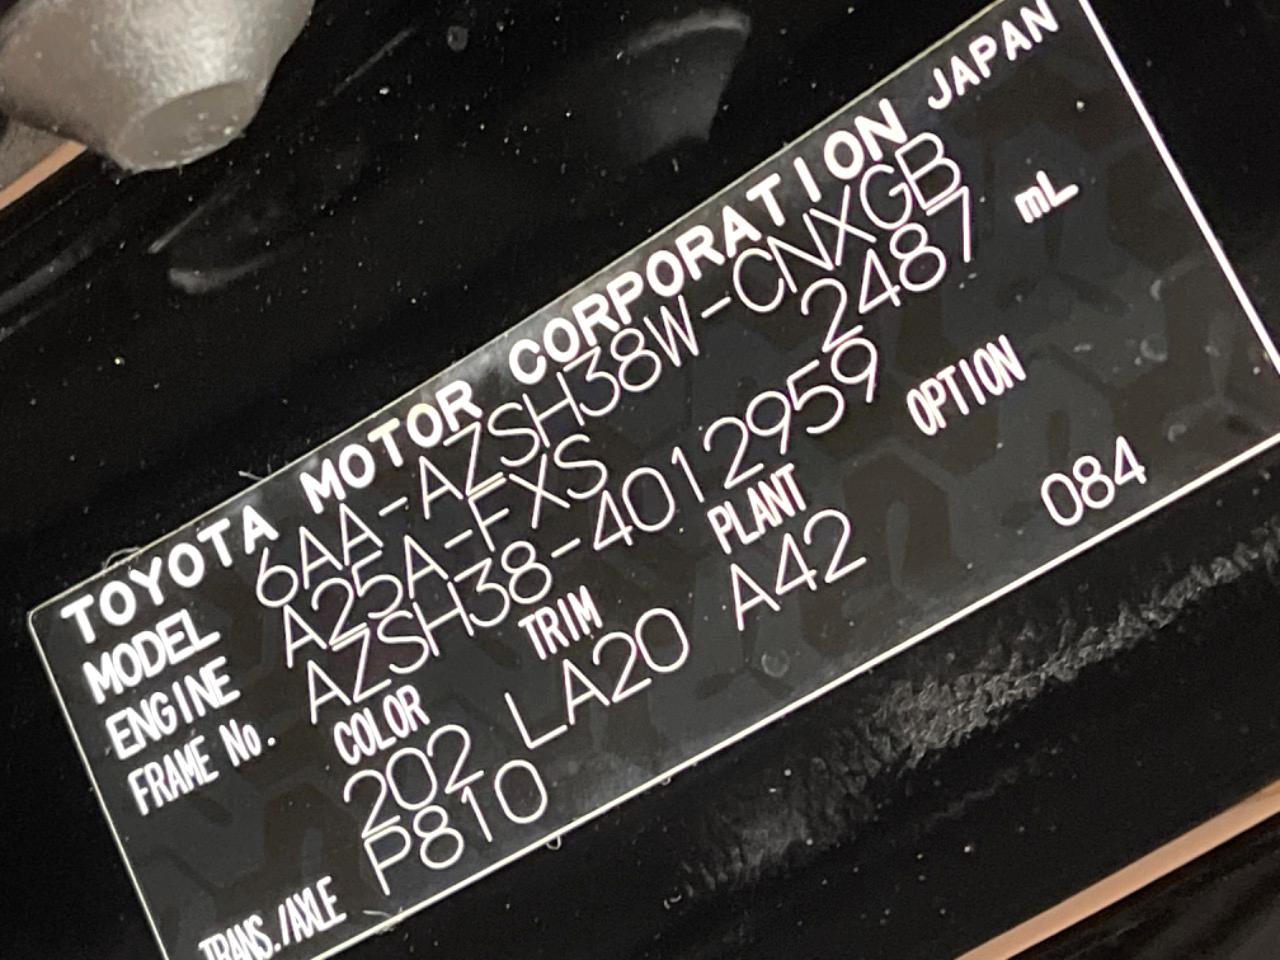 TOYOTA MOTOR CORPORATION JAPAN
MODEL 6AA-AZSH38W-CNXGB
ENGINE A25A-FXS 2487 mL
FRAME No. AZSH38-4012959
COLOR TRIM PLANT OPTION
202 LA20 A42 084
TRANS./AXLE P810